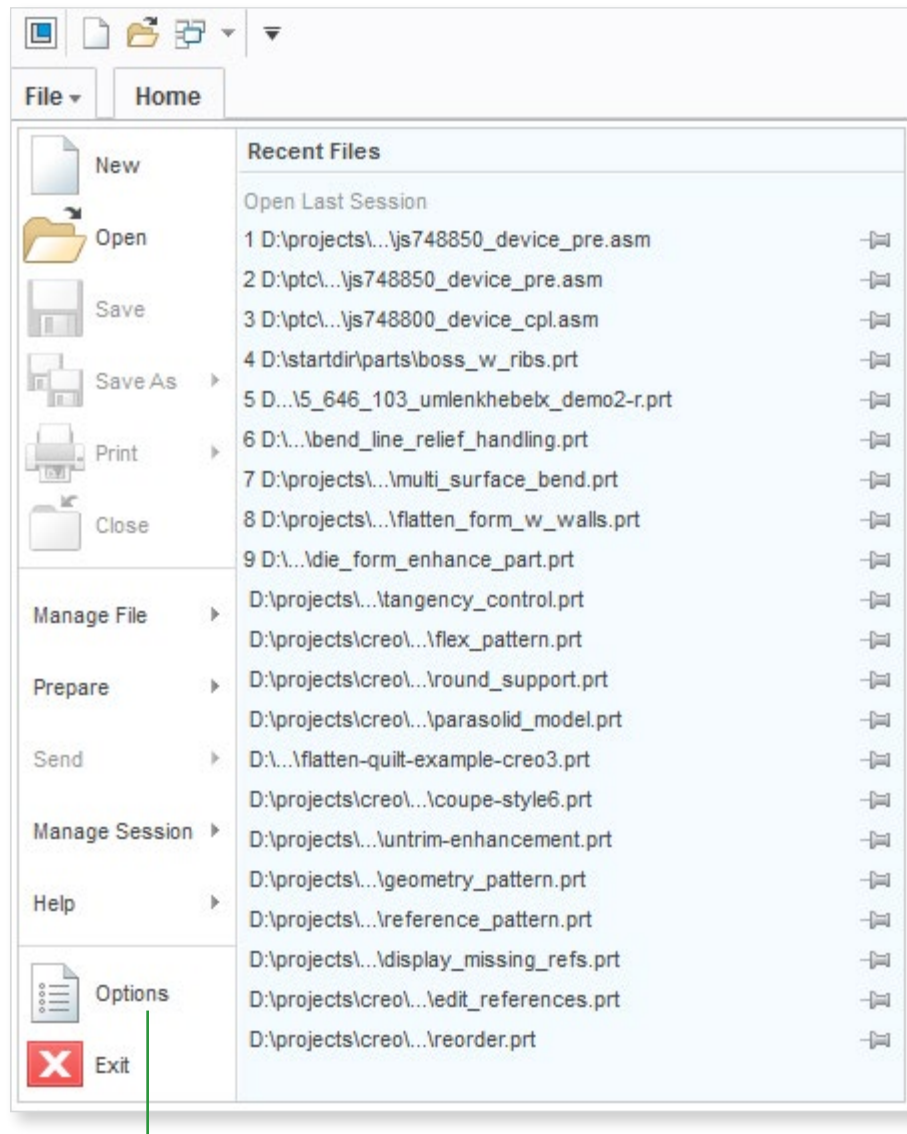 File
Home
New
Open
Save
Save As
Print
Close
Manage File
Prepare
Send
Manage Session
Help
Options
Exit
Recent Files
Open Last Session
1 D:\projects\...\js748850_device_pre.asm
2 D:\ptc\...\js748850_device_pre.asm
3 D:\ptc\...\js748800_device_cpl.asm
4 D:\startdir\parts\boss_w_ribs.prt
5 D...\5_646_103_umlenkhebelx_demo2-r.prt
6 D:\...\bend_line_relief_handling.prt
7 D:\projects\...\multi_surface_bend.prt
8 D:\projects\...\flatten_form_w_walls.prt
9 D:\...\die_form_enhance_part.prt
D:\projects\...\tangency_control.prt
D:\projects\creo\...\flex_pattern.prt
D:\projects\creo\...\round_support.prt
D:\projects\creo\...\parasolid_model.prt
D:\...\flatten-quilt-example-creo3.prt
D:\projects\creo\...\coupe-style6.prt
D:\projects\...\untrim-enhancement.prt
D:\projects\...\geometry_pattern.prt
D:\projects\...\reference_pattern.prt
D:\projects\...\display_missing_refs.prt
D:\projects\creo\...\edit_references.prt
D:\projects\creo\...\reorder.prt